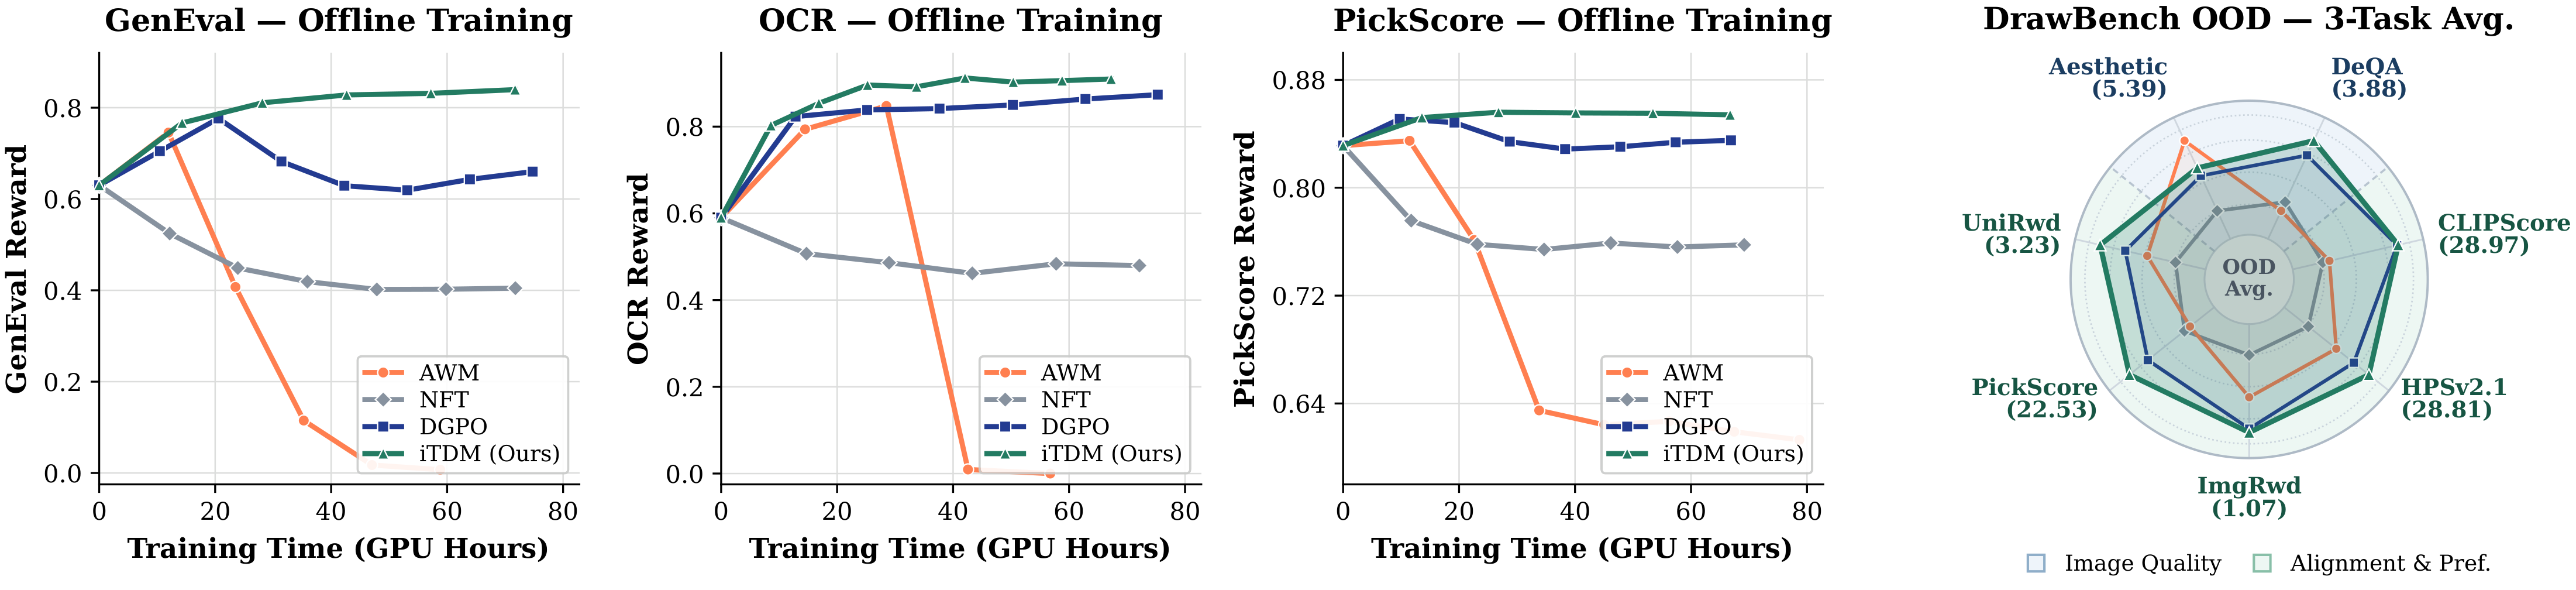 GenEval — Offline Training
GenEval Reward
0.8
0.6
0.4
0.2
0.0
0
20
40
60
80
Training Time (GPU Hours)
AWM
NFT
DGPO
iTDM (Ours)
OCR — Offline Training
OCR Reward
0.8
0.6
0.4
0.2
0.0
0
20
40
60
80
Training Time (GPU Hours)
AWM
NFT
DGPO
iTDM (Ours)
PickScore — Offline Training
PickScore Reward
0.88
0.80
0.72
0.64
0
20
40
60
80
Training Time (GPU Hours)
AWM
NFT
DGPO
iTDM (Ours)
DrawBench OOD — 3-Task Avg.
Aesthetic
(5.39)
DeQA
(3.88)
UniRwd
(3.23)
CLIPScore
(28.97)
OOD
Avg.
PickScore
(22.53)
HPSv2.1
(28.81)
ImgRwd
(1.07)
Image Quality
Alignment & Pref.